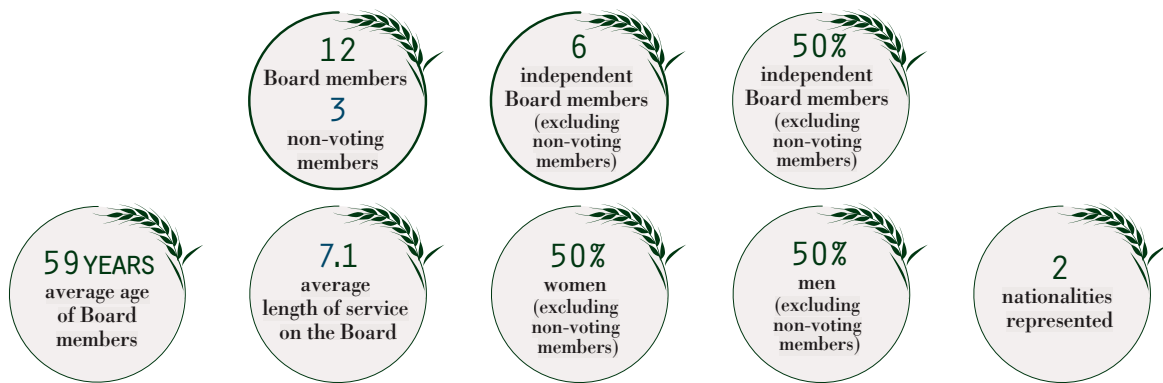 12
Board members
3
non-voting
members
6
independent
Board members
(excluding
non-voting
members)
50%
independent
Board members
(excluding
non-voting
members)
59 YEARS
average age
of Board
members
7.1
average
length of service
on the Board
50%
women
(excluding
non-voting
members)
50%
men
(excluding
non-voting
members)
2
nationalities
represented